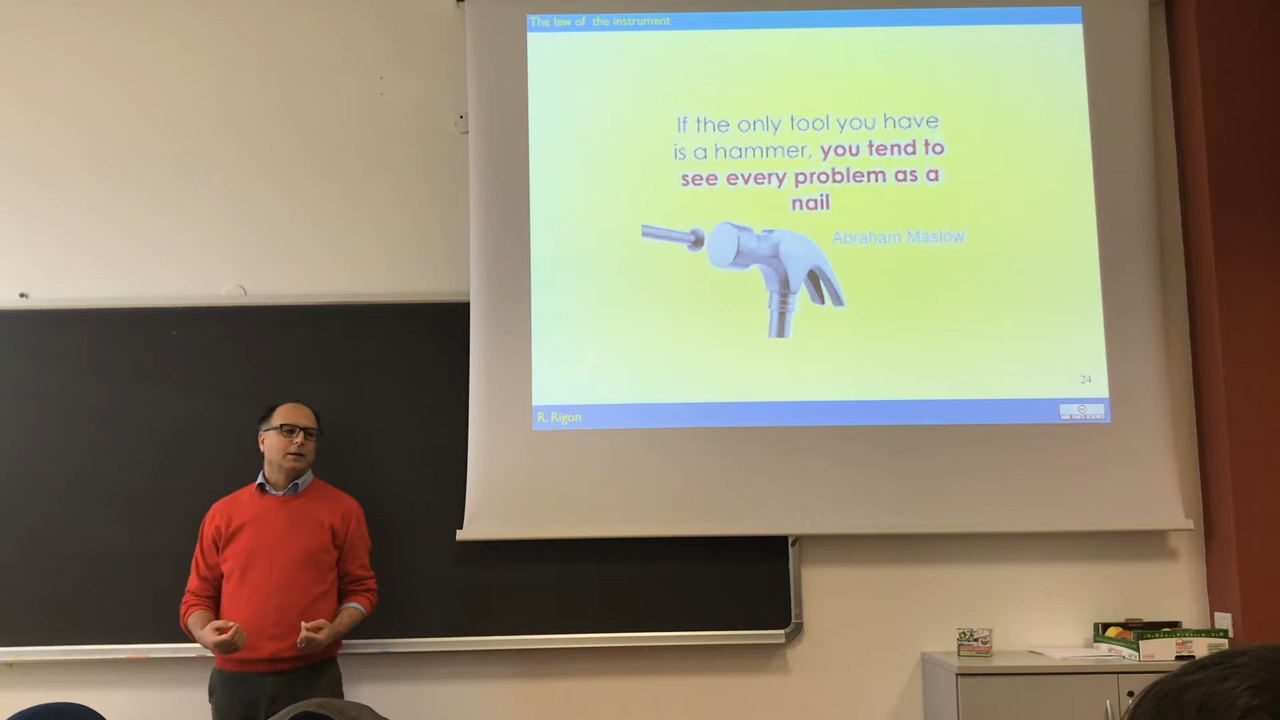 The law of the instrument
If the only tool you have
is a hammer, you tend to
see every problem as a
nail
Abraham Maslow
24
R. Rigon